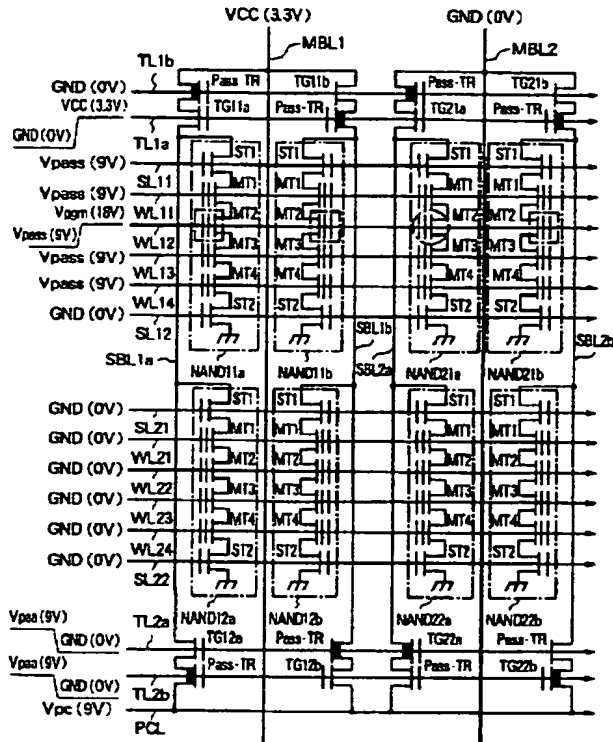 VCC (3.3V) GND (0V)
MBL1 MBL2
TL1b
GND (0V) Pass-TR TG11b Pass-TR TG21b
VCC (3.3V) TG11a Pass-TR TG21a Pass-TR
GND (0V)
TL1a
Vpass (9V) ST1 ST1 ST1 ST1
SL11 MT1 MT1 MT1 MT1
Vpass (9V)
Vpgm (18V) WL11 MT2 MT2 MT2 MT2
Vpass (9V) WL12 MT3 MT3 MT3 MT3
Vpass (9V)
WL13 MT4 MT4 MT4 MT4
Vpass (9V)
WL14 ST2 ST2 ST2 ST2
GND (0V)
SL12
SBL1a SBL1b SBL2a SBL2b
NAND11a NAND11b NAND21a NAND21b
GND (0V) ST1 ST1 ST1 ST1
SL21
GND (0V) MT1 MT1 MT1 MT1
WL21
GND (0V) MT2 MT2 MT2 MT2
WL22
GND (0V) MT3 MT3 MT3 MT3
WL23
GND (0V) MT4 MT4 MT4 MT4
WL24
GND (0V) ST2 ST2 ST2 ST2
SL22
NAND12a NAND12b NAND22a NAND22b
Vpsa (9V) TL2a
GND (0V) TG12a Pass-TR TG22a Pass-TR
Vpsa (9V) Pass-TR TG12b Pass-TR TG22b
GND (0V)
TL2b
Vpc (9V)
PCL